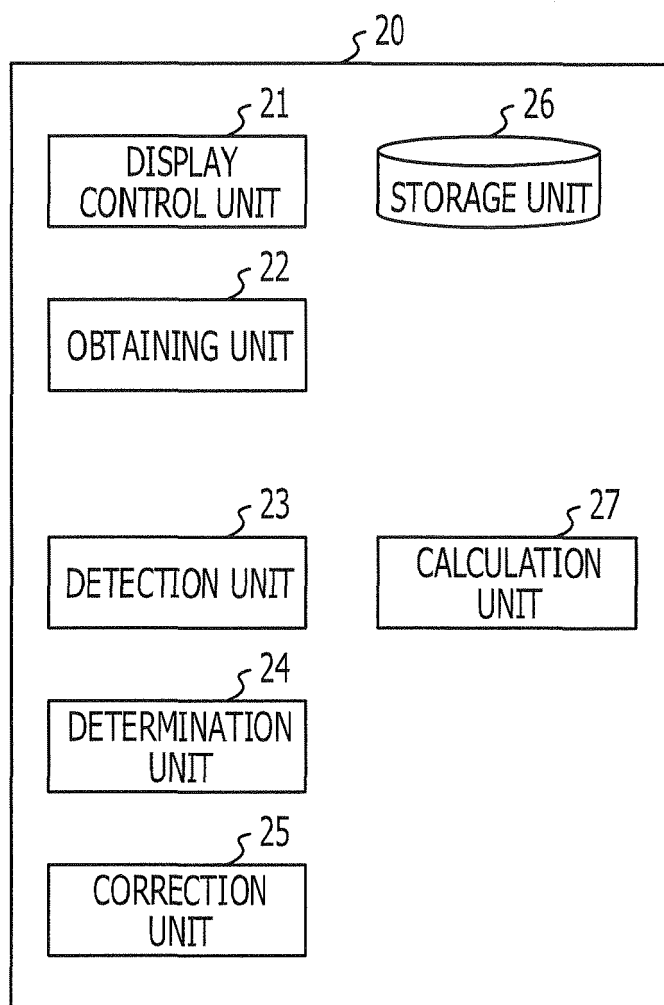 20
21
DISPLAY
CONTROL UNIT
26
STORAGE UNIT
22
OBTAINING UNIT
23
DETECTION UNIT
27
CALCULATION
UNIT
24
DETERMINATION
UNIT
25
CORRECTION
UNIT